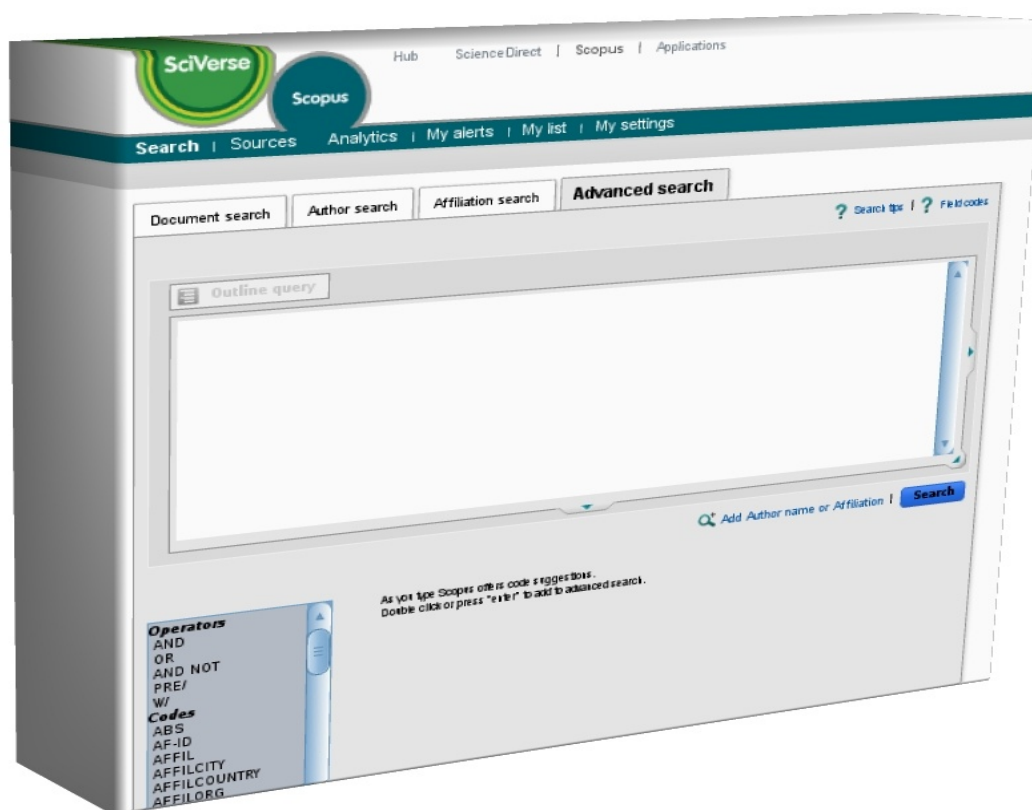 SciVerse
Scopus
Hub ScienceDirect | Scopus | Applications
Search | Sources Analytics | My alerts | My list | My settings
Document search Author search Affiliation search Advanced search
? Search tips | ? Field codes
Outline query
Add Author name or Affiliation | Search
As you type Scopus offers code suggestions.
Double click or press "enter" to add to advanced search.
Operators
AND
OR
AND NOT
PRE/
W/
Codes
ABS
AF-ID
AFFIL
AFFILCITY
AFFILCOUNTRY
AFFILORG